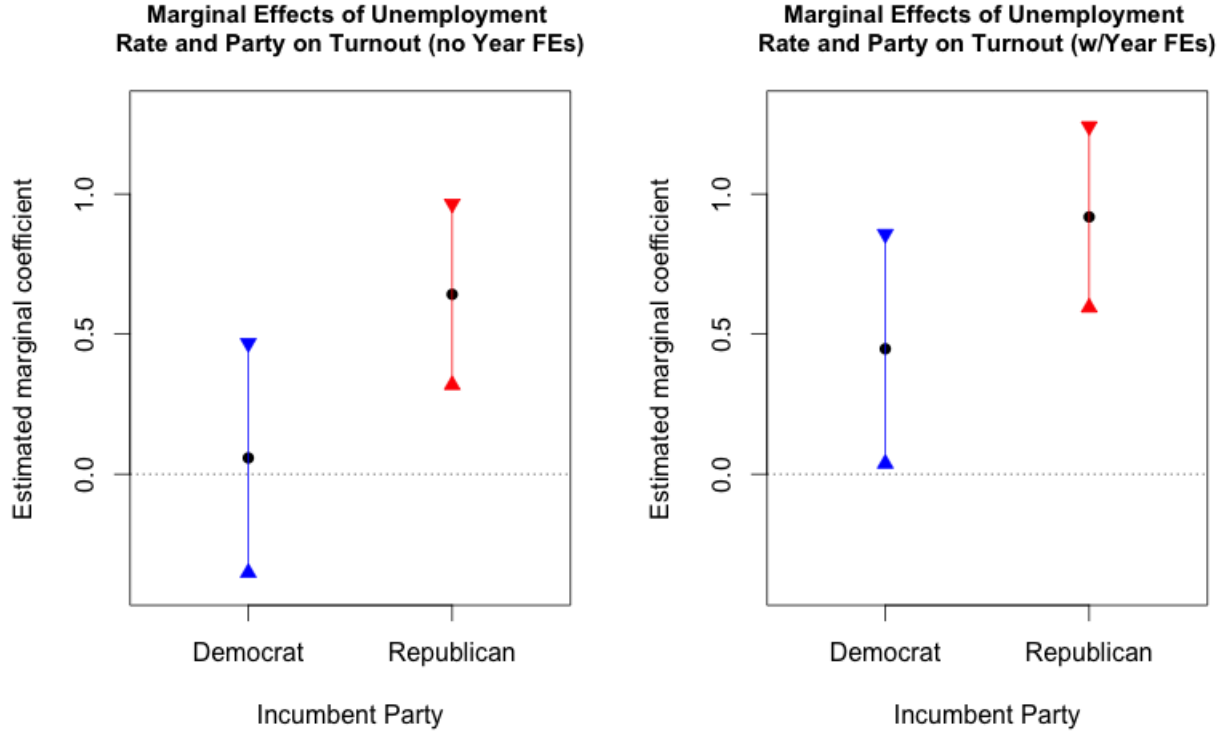 Marginal Effects of Unemployment
Rate and Party on Turnout (no Year FEs)
Estimated marginal coefficient
1.0
0.5
0.0
Democrat
Republican
Incumbent Party
Marginal Effects of Unemployment
Rate and Party on Turnout (w/Year FEs)
Estimated marginal coefficient
1.0
0.5
0.0
Democrat
Republican
Incumbent Party